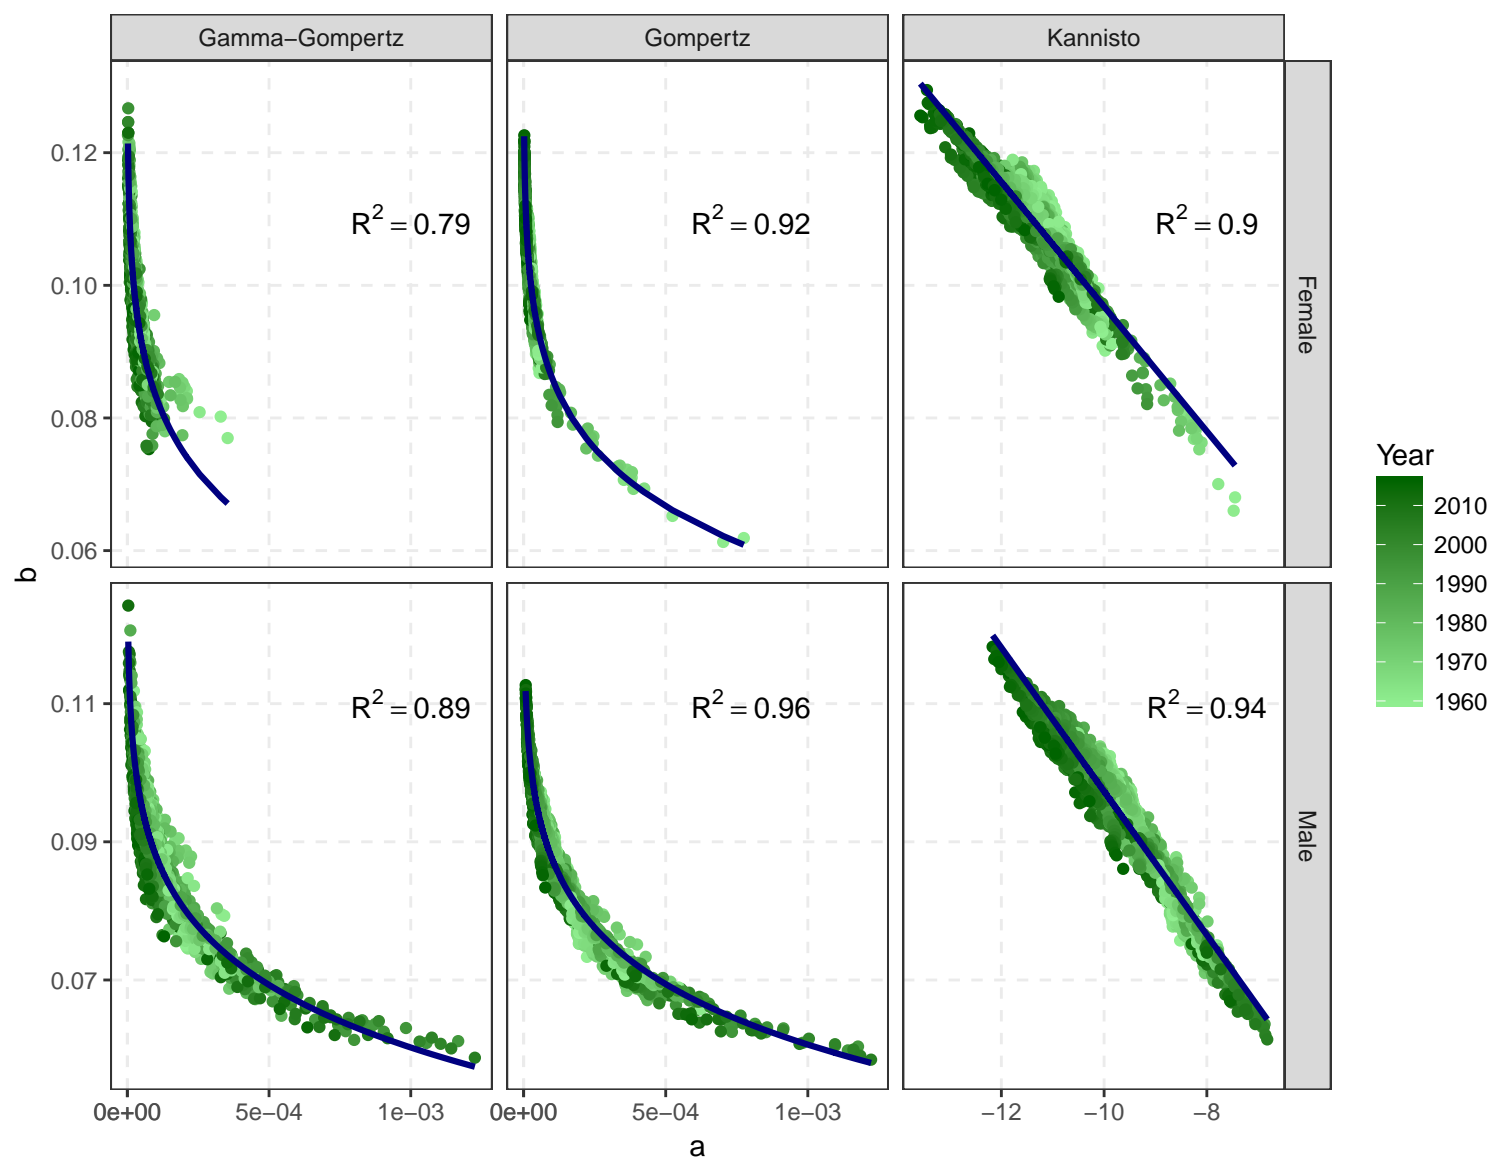 Gamma−Gompertz
Gompertz
Kannisto
R² = 0.79
R² = 0.92
R² = 0.9
Female
0.12
0.10
0.08
0.06
R² = 0.89
R² = 0.96
R² = 0.94
Male
0.11
0.09
0.07
b
0e+00
5e−04
1e−03
0e+00
5e−04
1e−03
−12
−10
−8
a
Year
2010
2000
1990
1980
1970
1960